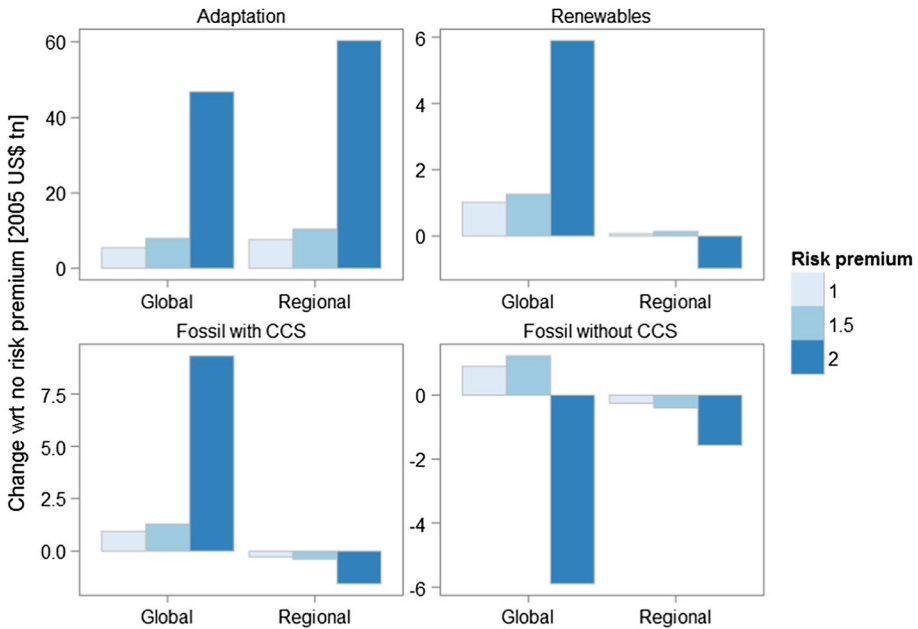 Adaptation
Renewables
60
40
20
0
6
4
2
0
Global
Regional
Global
Regional
Fossil with CCS
Fossil without CCS
7.5
5.0
2.5
0.0
0
-2
-4
-6
Global
Regional
Global
Regional
Change wrt no risk premium [2005 US$ tn]
Risk premium
1
1.5
2